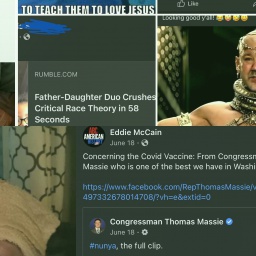 TO TEACH THEM TO LOVE JESUS
RUMBLE.COM
Father-Daughter Duo Crushes
Critical Race Theory in 58
Seconds
Like
Looking good y'all!
Eddie McCain
June 18 ·
Concerning the Covid Vaccine: From Congressm
Massie who is one of the best we have in Washi
https://www.facebook.com/RepThomasMassie/v
497332678014708/?vh=e&extid=0
Congressman Thomas Massie
June 18 ·
#nunya, the full clip.